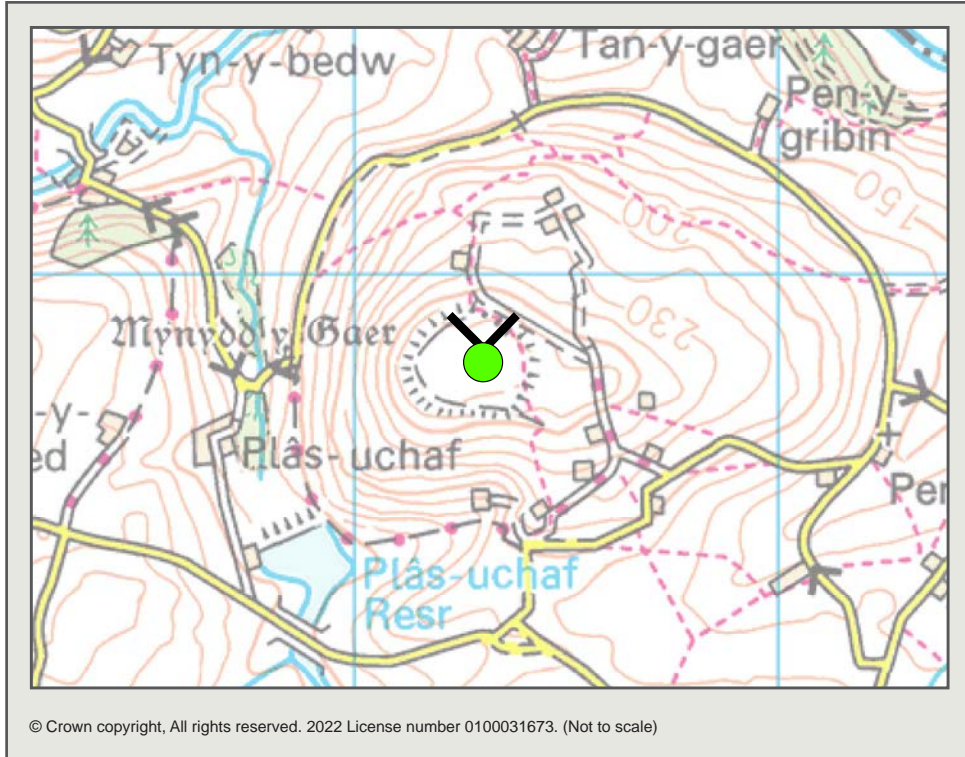 Tyn-y-bedw
Tan-y-gaer
Pen-y-
gribin
150
200
230
Mynydd y Gaer
-y-
ed
Plâs-uchaf
Per
Plâs-uchaf
Resr
© Crown copyright, All rights reserved. 2022 License number 0100031673. (Not to scale)